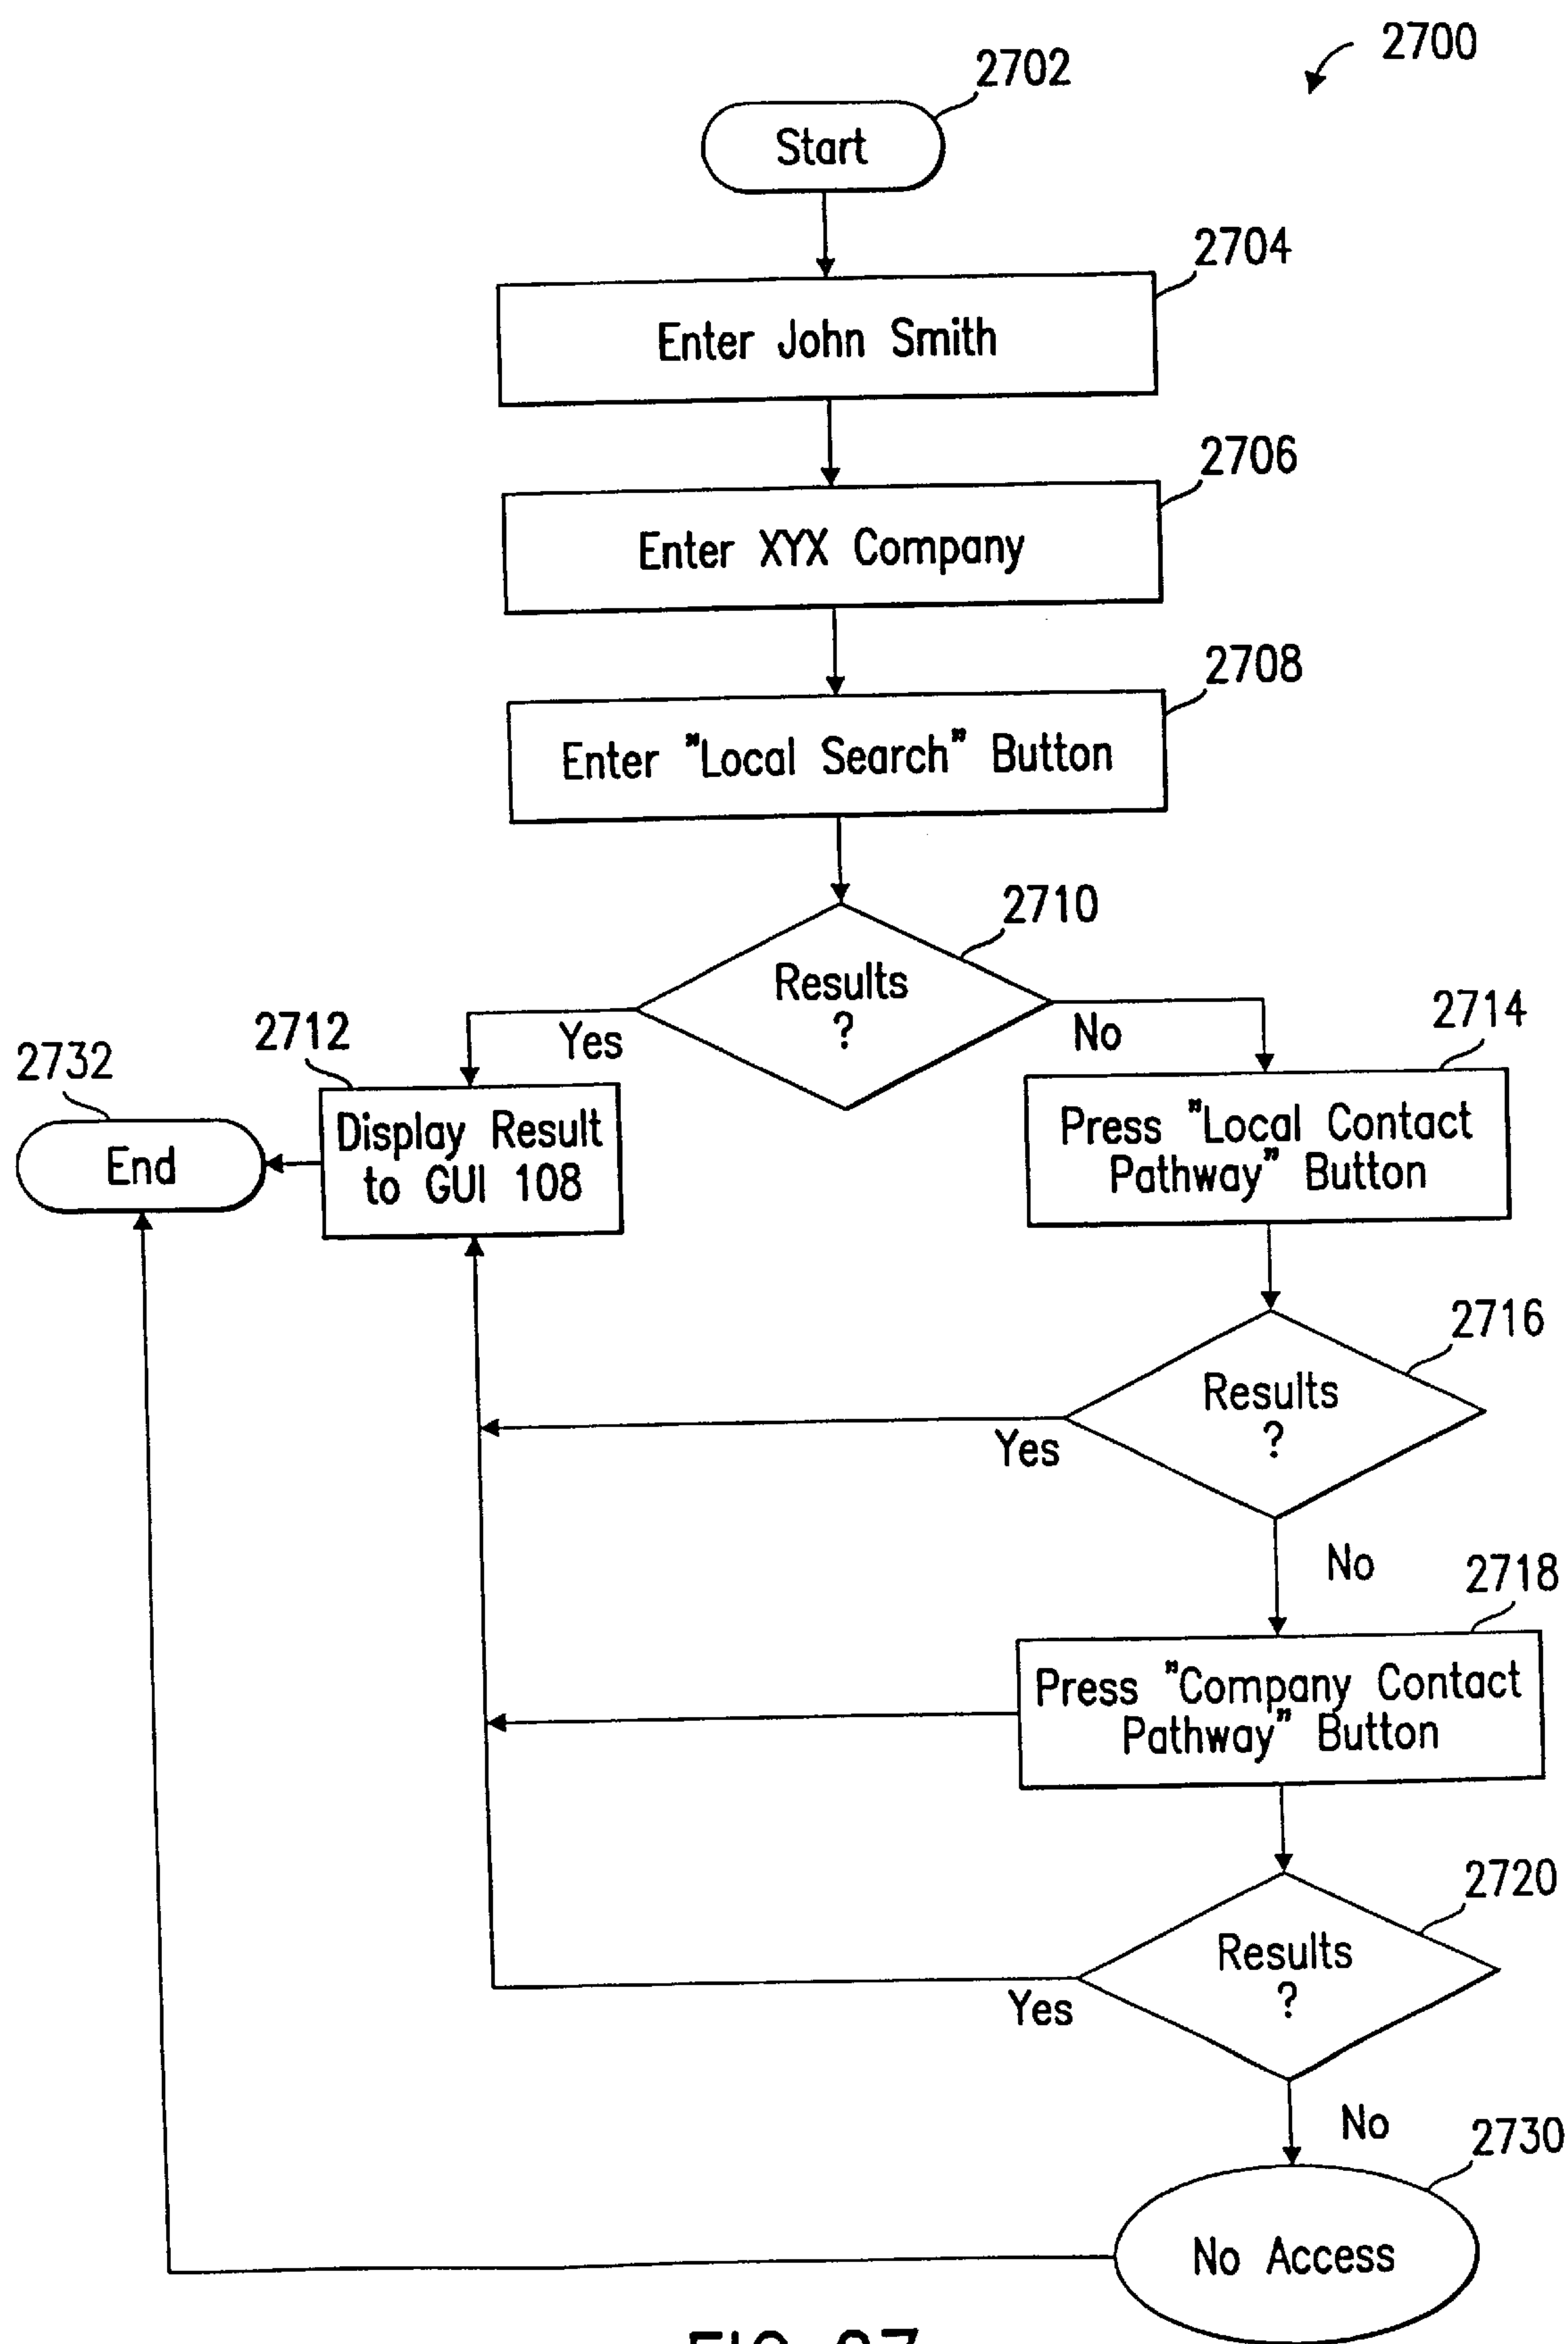 2700
2702
Start
2704
Enter John Smith
2706
Enter XYX Company
2708
Enter "Local Search" Button
2710
Results
?
Yes
No
2712
2714
2732
End
Display Result
to GUI 108
Press "Local Contact
Pathway" Button
2716
Results
?
Yes
No
2718
Press "Company Contact
Pathway" Button
2720
Results
?
Yes
No
2730
No Access